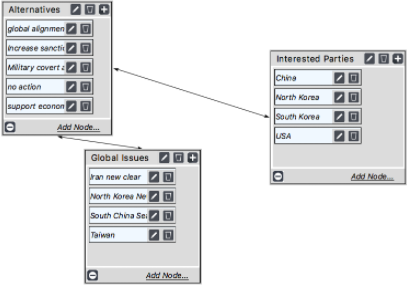 Alternatives
global alignmen
Increase sancti
Military covert a
no action
support econon
Add Node...
Interested Parties
China
North Korea
South Korea
USA
Add Node...
Global Issues
Iran new clear
North Korea Ne
South China Sea
Taiwan
Add Node...